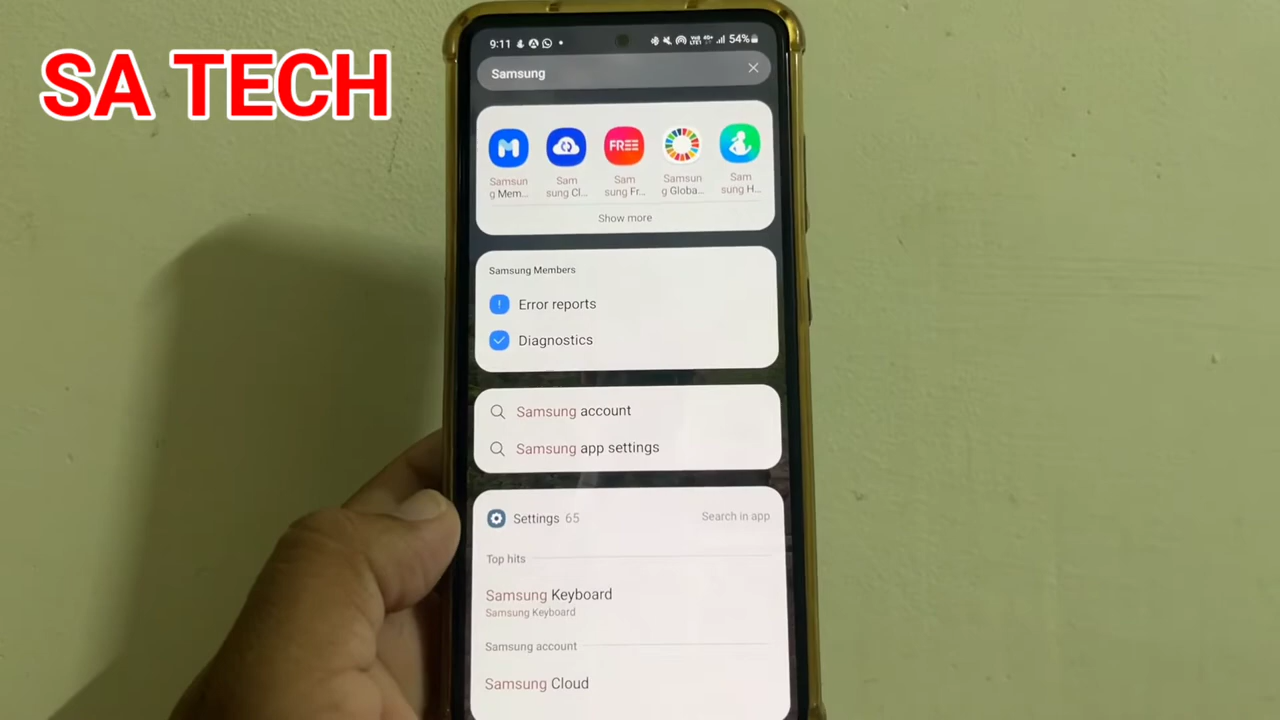 SA TECH
9:11 54%
Samsung
FREE
Samsun
g Mem...
Sam
sung Cl...
Sam
sung Fr...
Samsun
g Globa...
Sam
sung H...
Show more
Samsung Members
Error reports
Diagnostics
Samsung account
Samsung app settings
Settings 65 Search in app
Top hits
Samsung Keyboard
Samsung Keyboard
Samsung account
Samsung Cloud